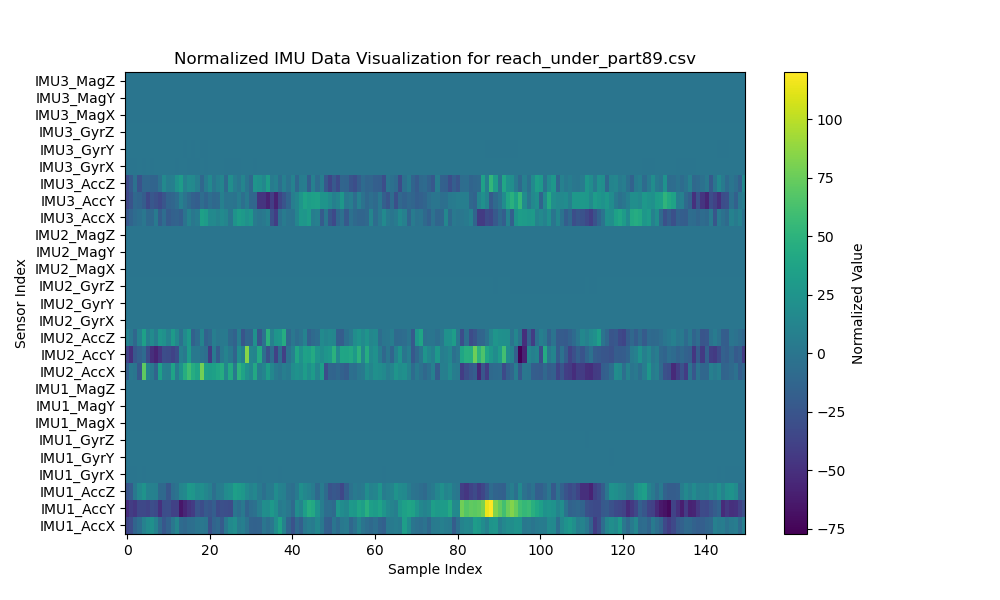 Normalized IMU Data Visualization for reach_under_part89.csv
Sensor Index
IMU3_MagZ
IMU3_MagY
IMU3_MagX
IMU3_GyrZ
IMU3_GyrY
IMU3_GyrX
IMU3_AccZ
IMU3_AccY
IMU3_AccX
IMU2_MagZ
IMU2_MagY
IMU2_MagX
IMU2_GyrZ
IMU2_GyrY
IMU2_GyrX
IMU2_AccZ
IMU2_AccY
IMU2_AccX
IMU1_MagZ
IMU1_MagY
IMU1_MagX
IMU1_GyrZ
IMU1_GyrY
IMU1_GyrX
IMU1_AccZ
IMU1_AccY
IMU1_AccX
0 20 40 60 80 100 120 140
Sample Index
100
75
50
25
0
−25
−50
−75
Normalized Value